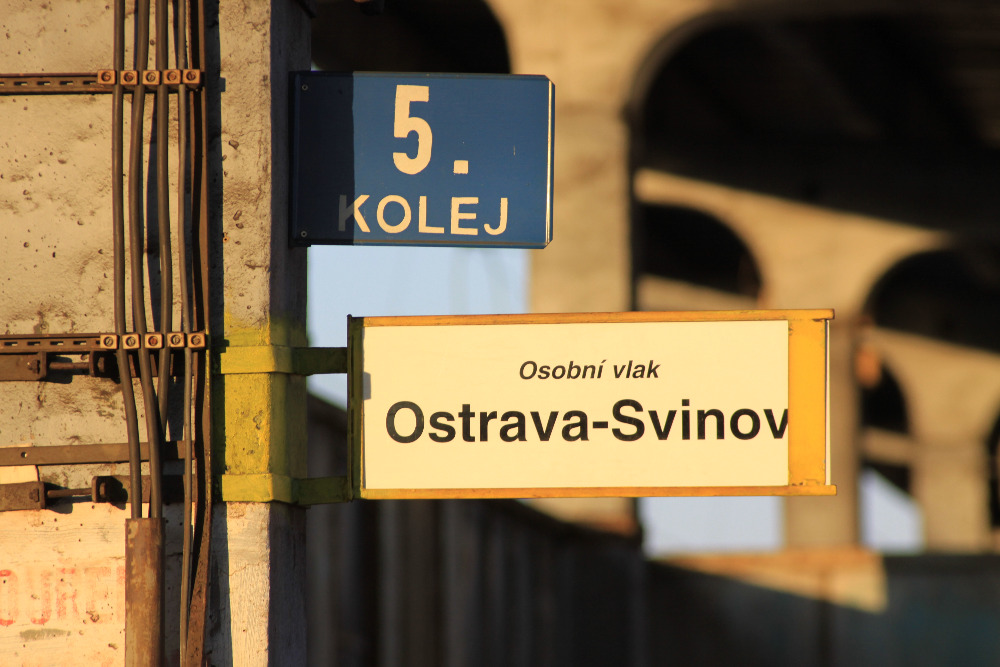 5.
KOLEJ
Osobní vlak
Ostrava-Svinov